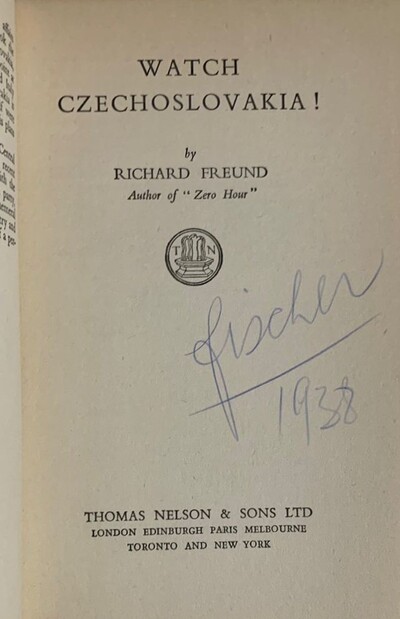 WATCH
CZECHOSLOVAKIA!
by
RICHARD FREUND
Author of "Zero Hour"
T N
fischer
1938
THOMAS NELSON & SONS LTD
LONDON EDINBURGH PARIS MELBOURNE
TORONTO AND NEW YORK